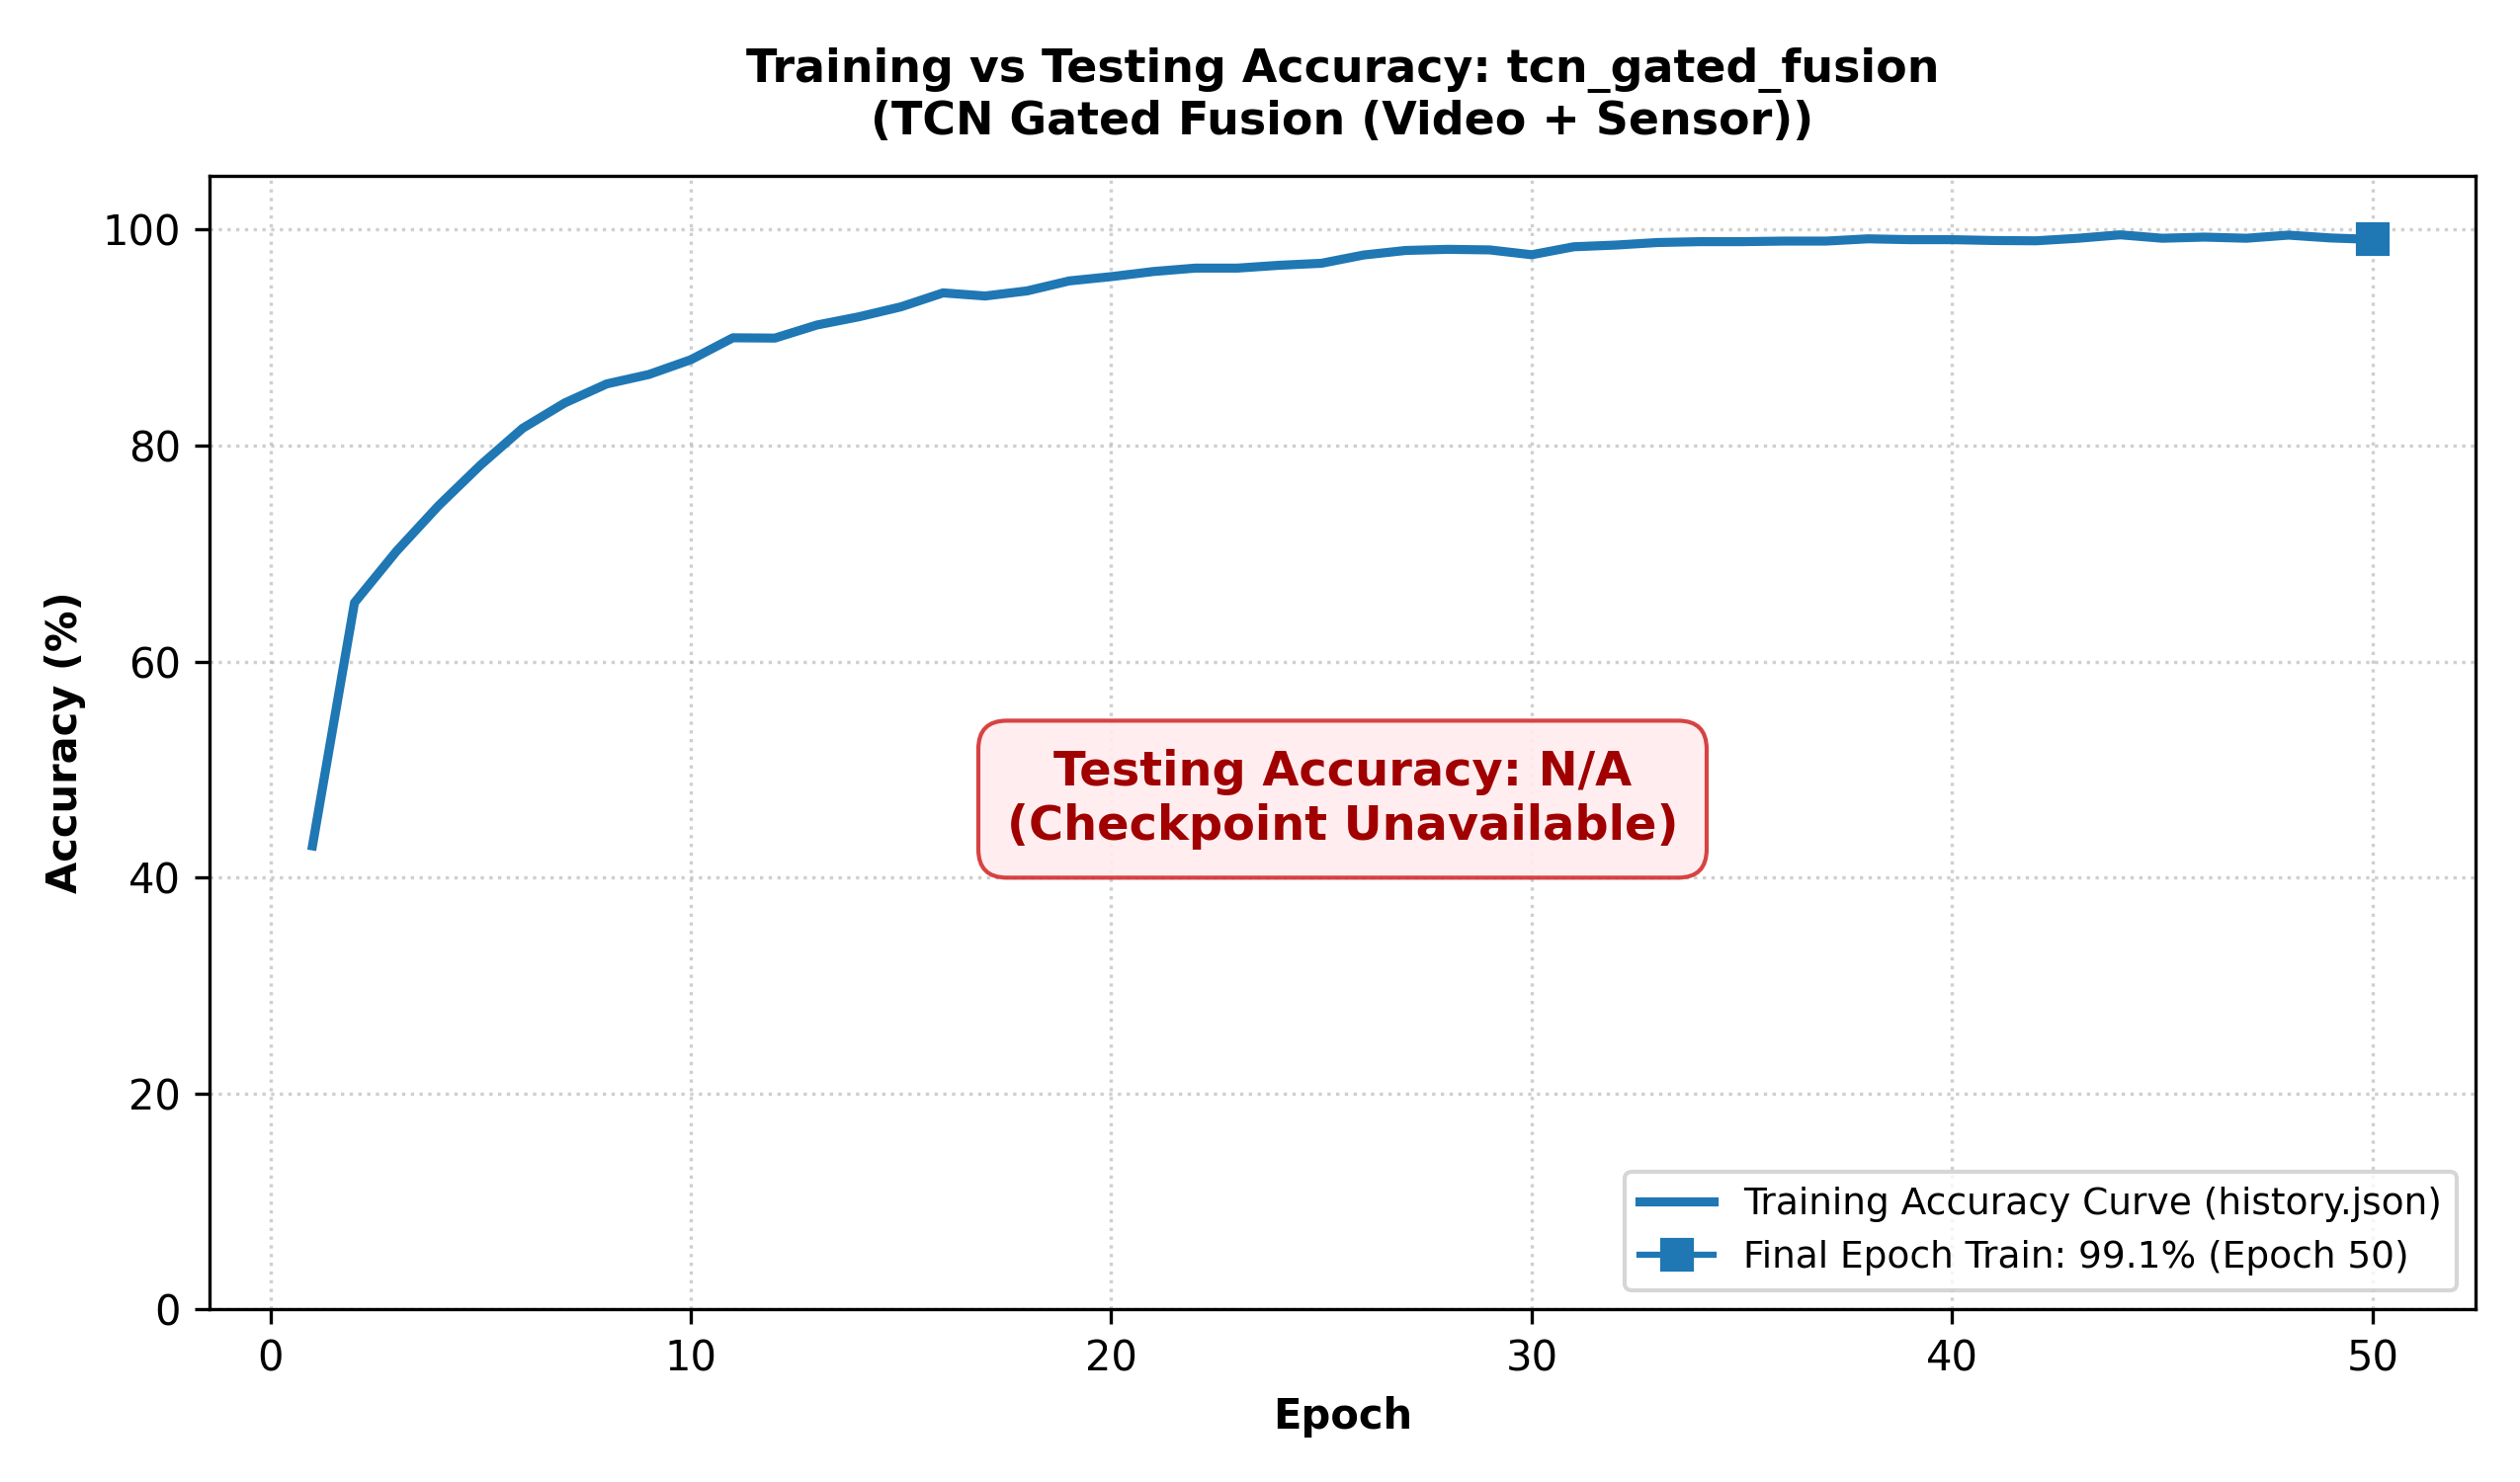 Training vs Testing Accuracy: tcn_gated_fusion
(TCN Gated Fusion (Video + Sensor))
Accuracy (%)
100
80
60
40
20
0
Testing Accuracy: N/A
(Checkpoint Unavailable)
Training Accuracy Curve (history.json)
Final Epoch Train: 99.1% (Epoch 50)
0 10 20 30 40 50
Epoch